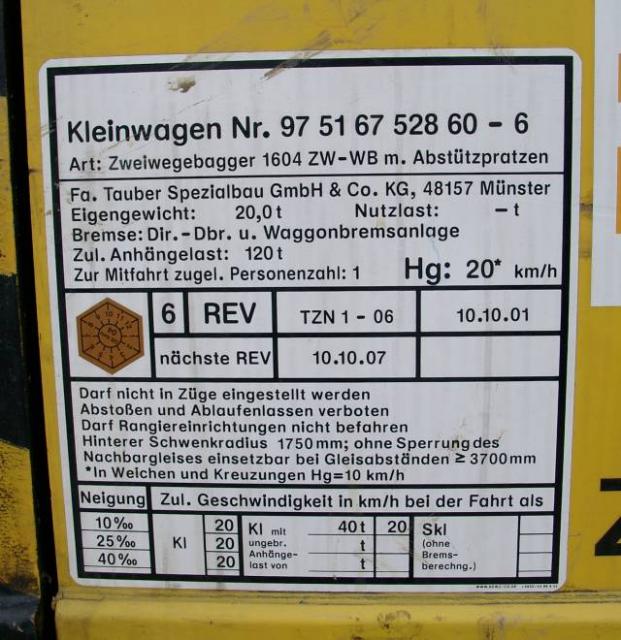 Kleinwagen Nr. 97 51 67 528 60 - 6
Art: Zweiwegebagger 1604 ZW-WB m. Abstützpratzen
Fa. Tauber Spezialbau GmbH & Co. KG, 48157 Münster
Eigengewicht: 20,0 t Nutzlast: - t
Bremse: Dir.-Dbr. u. Waggonbremsanlage
Zul. Anhängelast: 120 t
Zur Mitfahrt zugel. Personenzahl: 1 Hg: 20* km/h
6 REV TZN 1 - 06 10.10.01
nächste REV 10.10.07
Darf nicht in Züge eingestellt werden
Abstoßen und Ablaufenlassen verboten
Darf Rangiereinrichtungen nicht befahren
Hinterer Schwenkradius 1750 mm; ohne Sperrung des
Nachbargleises einsetzbar bei Gleisabständen ≥ 3700 mm
*In Weichen und Kreuzungen Hg=10 km/h
Neigung Zul. Geschwindigkeit in km/h bei der Fahrt als
10 ‰ 20 Kl mit 40 t 20 Skl
25 ‰ Kl 20 ungebr. t (ohne
Anhänge- Brems-
40 ‰ 20 last von t berechng.)
Z